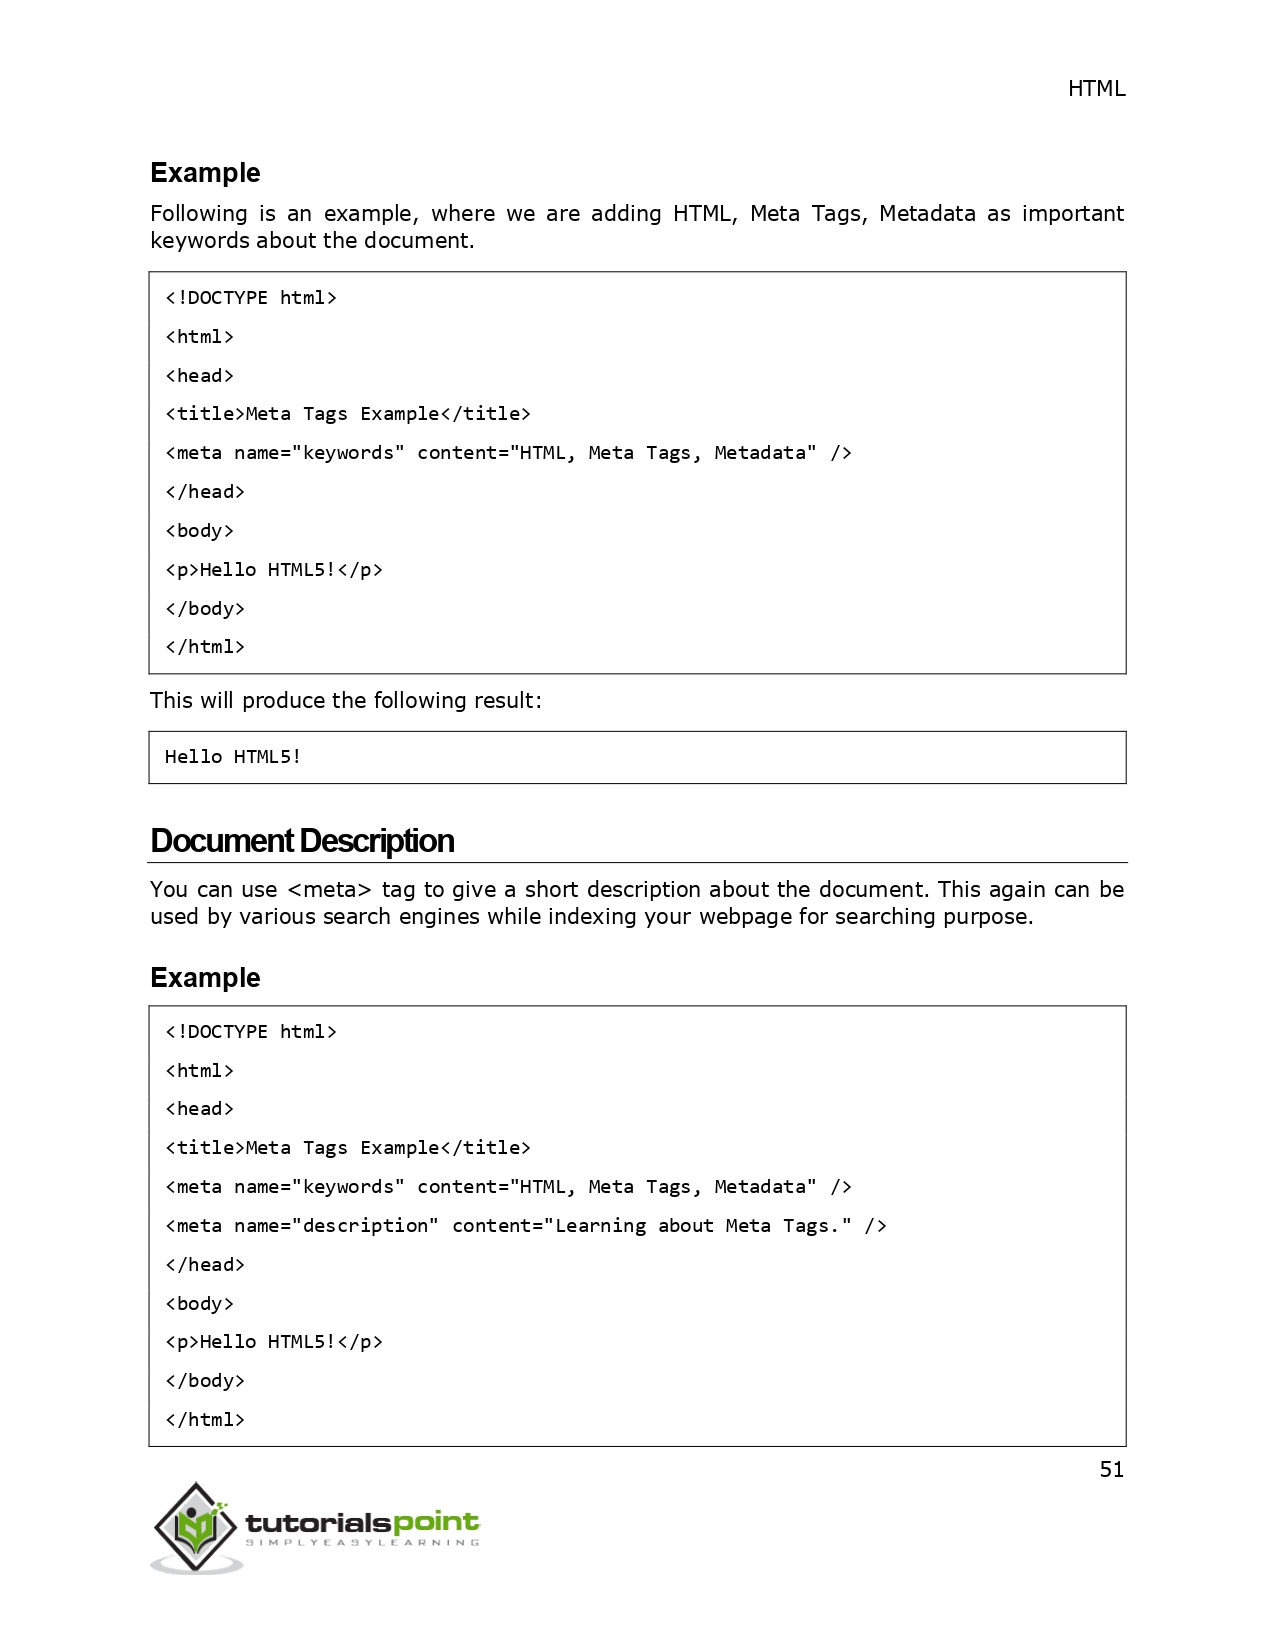 HTML
Example
Following is an example, where we are adding HTML, Meta Tags, Metadata as important
keywords about the document.
<!DOCTYPE html>
<html>
<head>
<title>Meta Tags Example</title>
<meta name="keywords" content="HTML, Meta Tags, Metadata" />
</head>
<body>
<p>Hello HTML5!</p>
</body>
</html>
This will produce the following result:
Hello HTML5!
Document Description
You can use <meta> tag to give a short description about the document. This again can be
used by various search engines while indexing your webpage for searching purpose.
Example
<!DOCTYPE html>
<html>
<head>
<title>Meta Tags Example</title>
<meta name="keywords" content="HTML, Meta Tags, Metadata" />
<meta name="description" content="Learning about Meta Tags." />
</head>
<body>
<p>Hello HTML5!</p>
</body>
</html>
51
tutorialspoint
SIMPLYEASYLEARNING